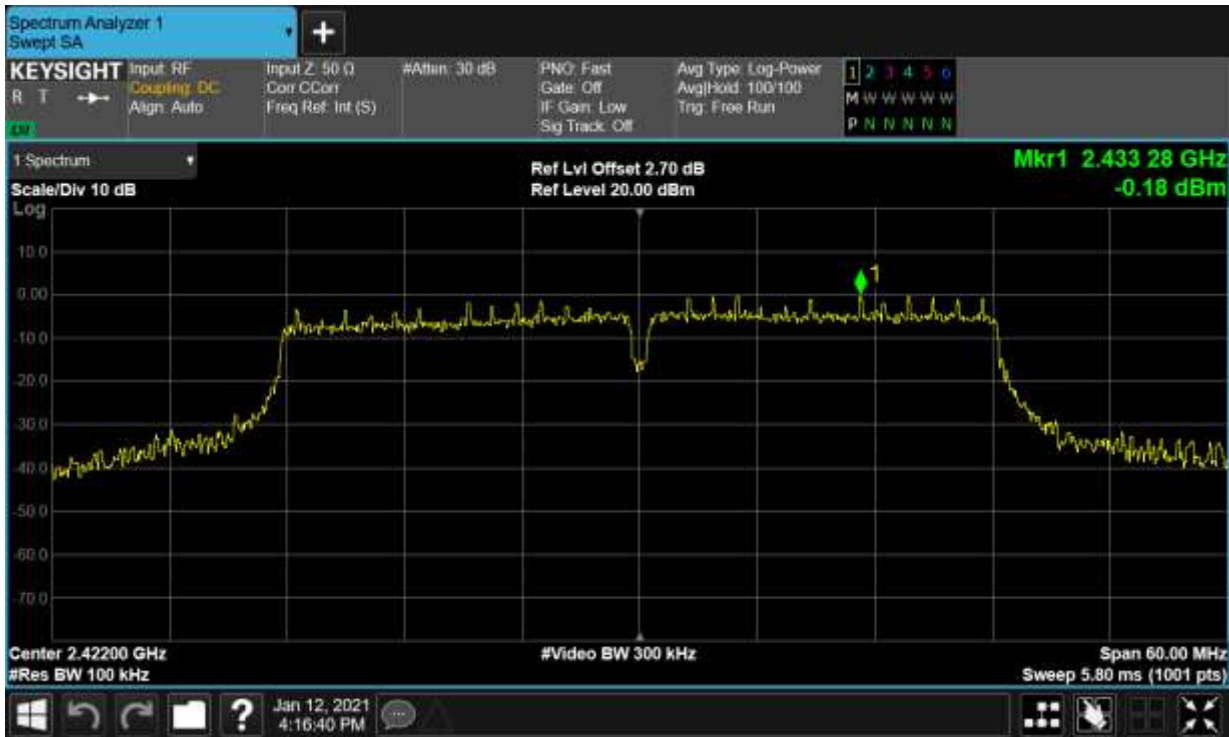 Spectrum Analyzer 1
Swept SA
+
KEYSIGHT
R T
Input: RF
Coupling: DC
Align: Auto
Input Z: 50 Ω
Corr CCorr
Freq Ref: Int (S)
#Atten: 30 dB
PNO: Fast
Gate: Off
IF Gain: Low
Sig Track: Off
Avg Type: Log-Power
Avg|Hold: 100/100
Trig: Free Run
1 2 3 4 5 6
M W W W W W
P N N N N N
1 Spectrum
Scale/Div 10 dB
Ref Lvl Offset 2.70 dB
Ref Level 20.00 dBm
Mkr1 2.433 28 GHz
-0.18 dBm
Log
10.0
0.00
-10.0
-20.0
-30.0
-40.0
-50.0
-60.0
-70.0
1
Center 2.42200 GHz
#Res BW 100 kHz
#Video BW 300 kHz
Span 60.00 MHz
Sweep 5.80 ms (1001 pts)
?
Jan 12, 2021
4:16:40 PM